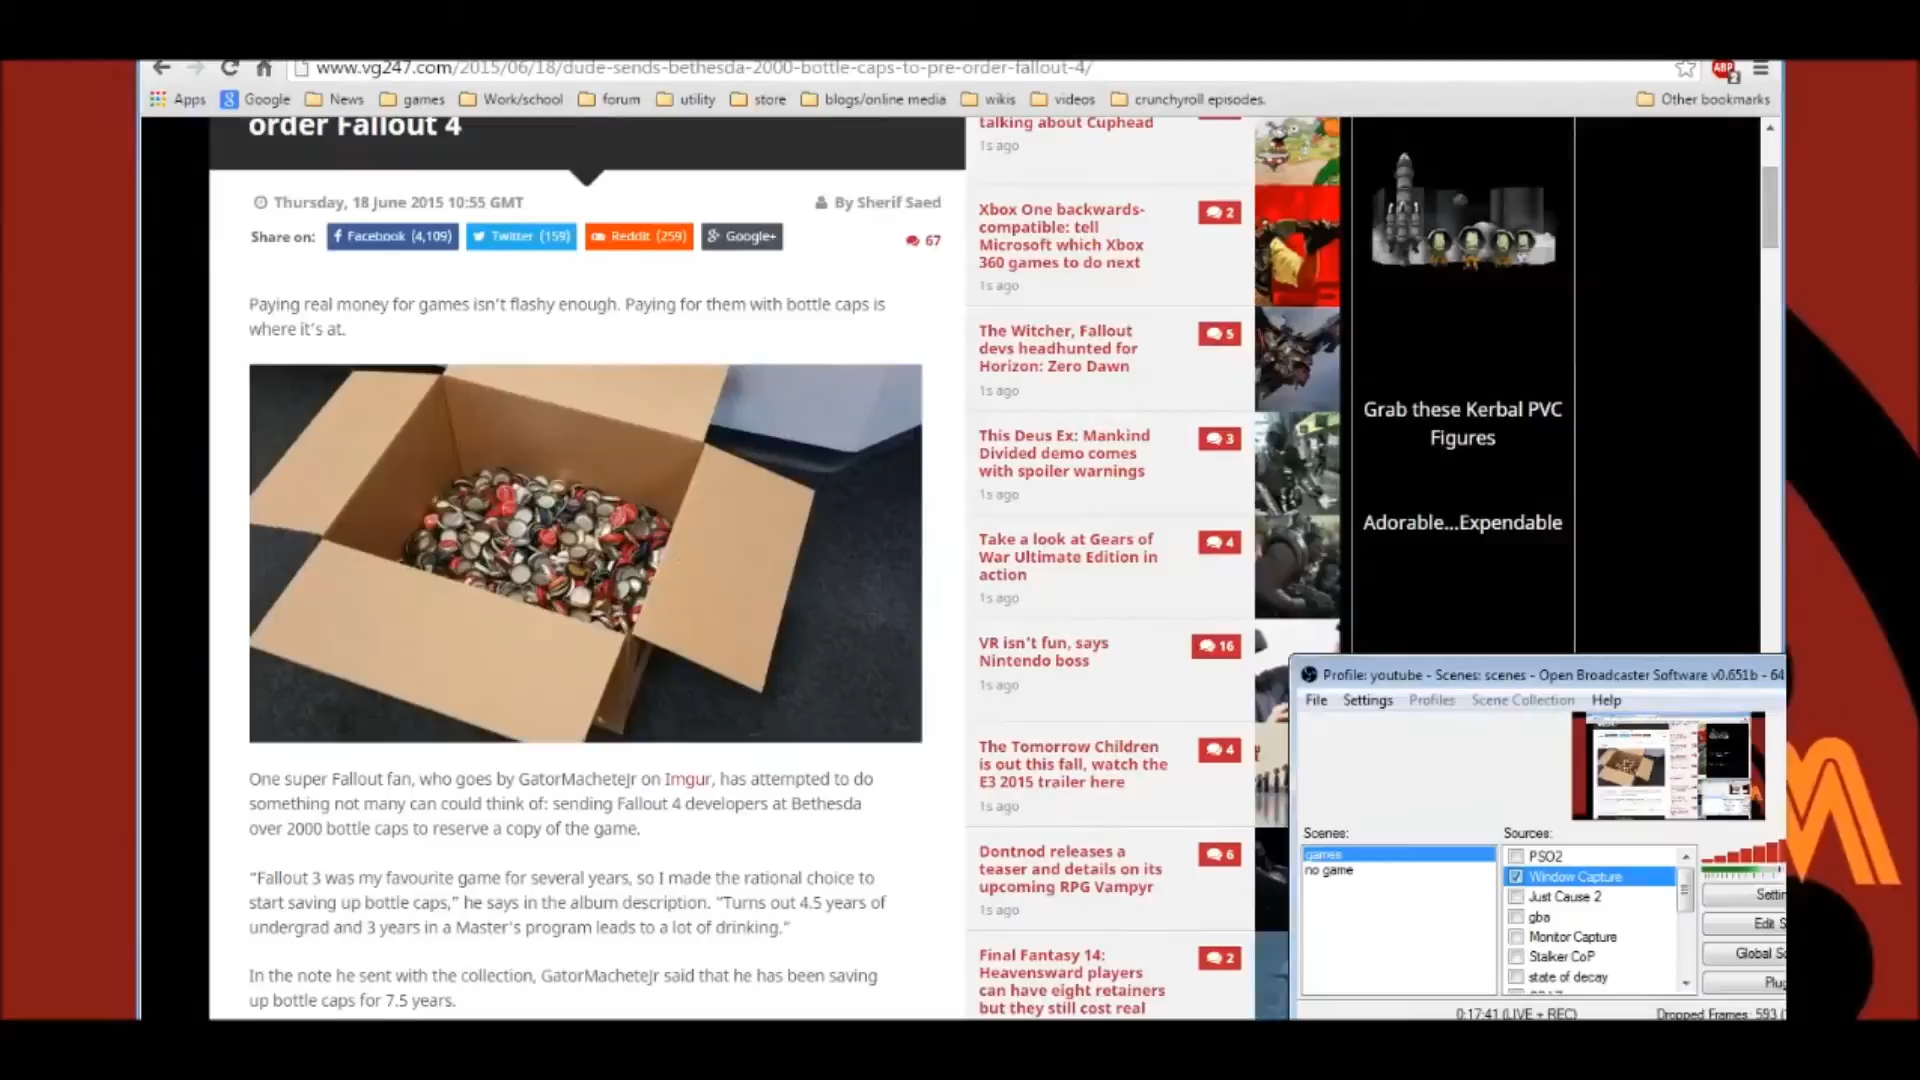 www.vg247.com/2015/06/18/dude-sends-bethesda-2000-bottle-caps-to-pre-order-fallout-4/
ABP
2
Apps Google News games Work/school forum utility store blogs/online media wikis videos crunchyroll episodes. Other bookmarks
order Fallout 4
Thursday, 18 June 2015 10:55 GMT
By Sherif Saed
Share on: Facebook (4,109) Twitter (159) Reddit (259) Google+
67
Paying real money for games isn't flashy enough. Paying for them with bottle caps is
where it's at.
One super Fallout fan, who goes by GatorMacheteJr on Imgur, has attempted to do
something not many can could think of: sending Fallout 4 developers at Bethesda
over 2000 bottle caps to reserve a copy of the game.
"Fallout 3 was my favourite game for several years, so I made the rational choice to
start saving up bottle caps," he says in the album description. "Turns out 4.5 years of
undergrad and 3 years in a Master's program leads to a lot of drinking."
In the note he sent with the collection, GatorMacheteJr said that he has been saving
up bottle caps for 7.5 years.
talking about Cuphead
1s ago
Xbox One backwards-
compatible: tell
Microsoft which Xbox
360 games to do next
2
1s ago
The Witcher, Fallout
devs headhunted for
Horizon: Zero Dawn
5
1s ago
This Deus Ex: Mankind
Divided demo comes
with spoiler warnings
3
1s ago
Take a look at Gears of
War Ultimate Edition in
action
4
1s ago
VR isn't fun, says
Nintendo boss
16
1s ago
The Tomorrow Children
is out this fall, watch the
E3 2015 trailer here
4
1s ago
Dontnod releases a
teaser and details on its
upcoming RPG Vampyr
6
1s ago
Final Fantasy 14:
Heavensward players
can have eight retainers
but they still cost real
2
Grab these Kerbal PVC
Figures
Adorable...Expendable
Profile: youtube - Scenes: scenes - Open Broadcaster Software v0.651b - 64
File Settings Profiles Scene Collection Help
Scenes:
games
no game
Sources:
PSO2
Window Capture
Just Cause 2
gba
Monitor Capture
Stalker CoP
state of decay
Settin
Edit S
Global So
Plug
0:17:41 (LIVE + REC)
Dropped Frames: 593 (